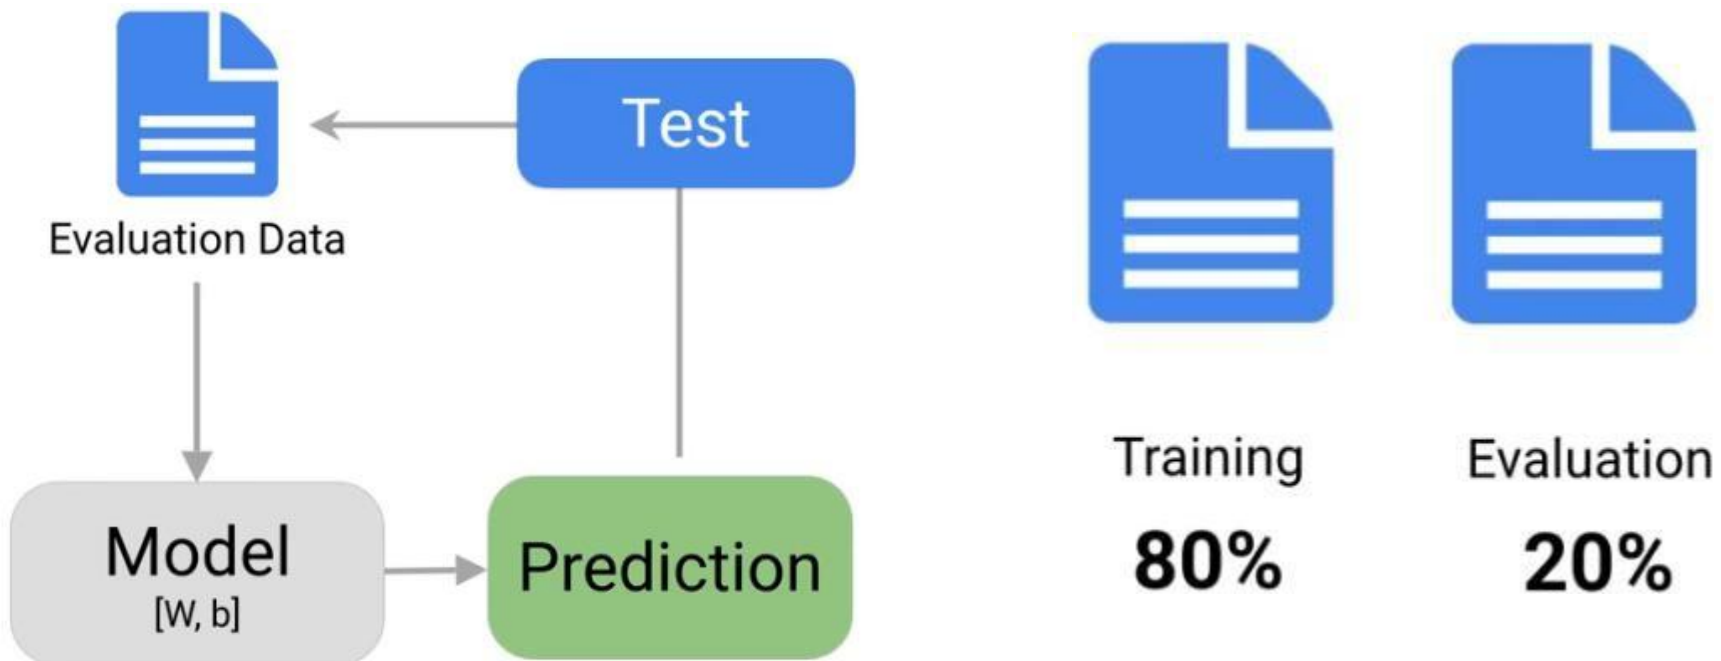 Test
Evaluation Data
Model
[W, b]
Prediction
Training
80%
Evaluation
20%